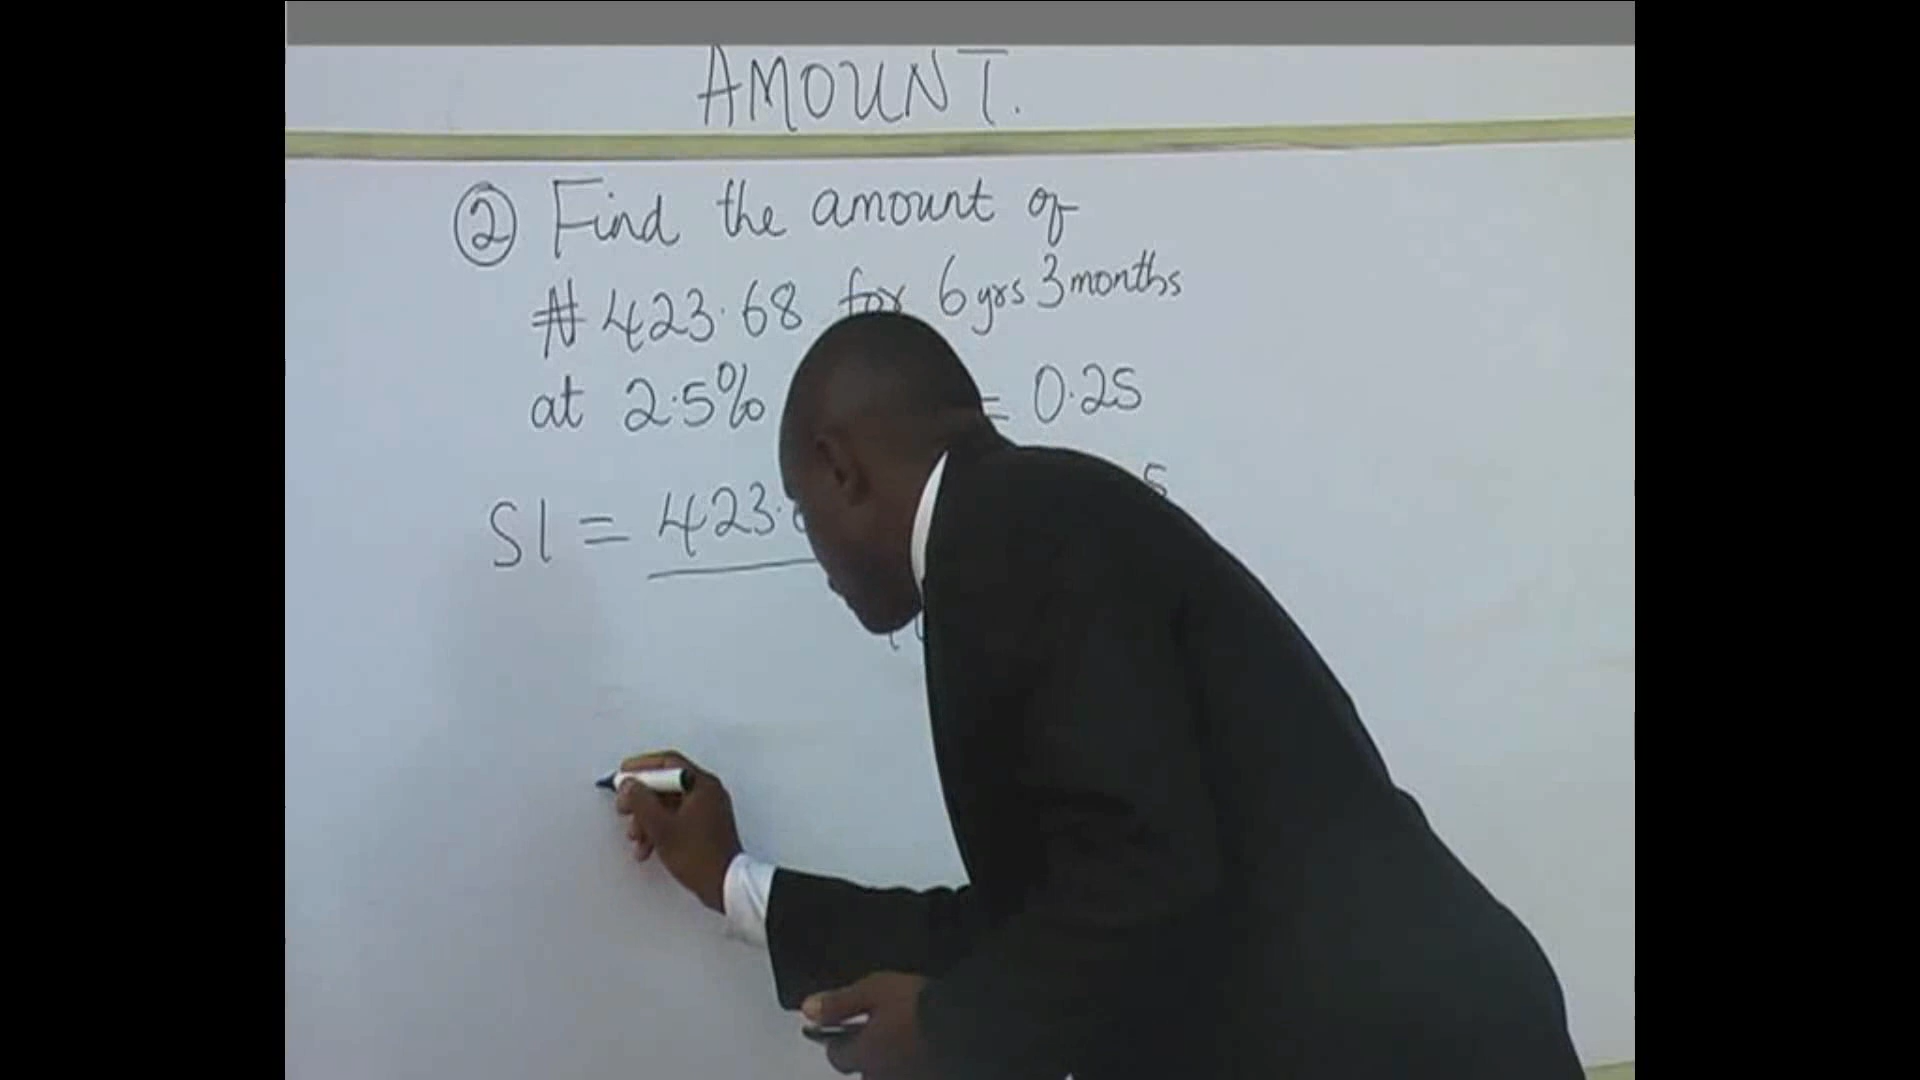 AMOUNT.
② Find the amount of
₦423.68 for 6yrs 3months
at 2.5% = 0.25
SI = 423.